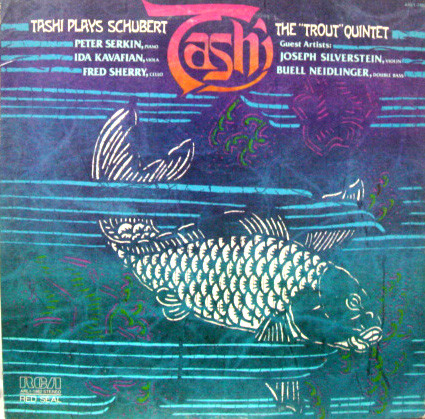 TASHI PLAYS SCHUBERT
PETER SERKIN, PIANO
IDA KAVAFIAN, VIOLA
FRED SHERRY, CELLO
Tashi
THE "TROUT" QUINTET
Guest Artists:
JOSEPH SILVERSTEIN, VIOLIN
BUELL NEIDLINGER, DOUBLE BASS
RCA
RED SEAL